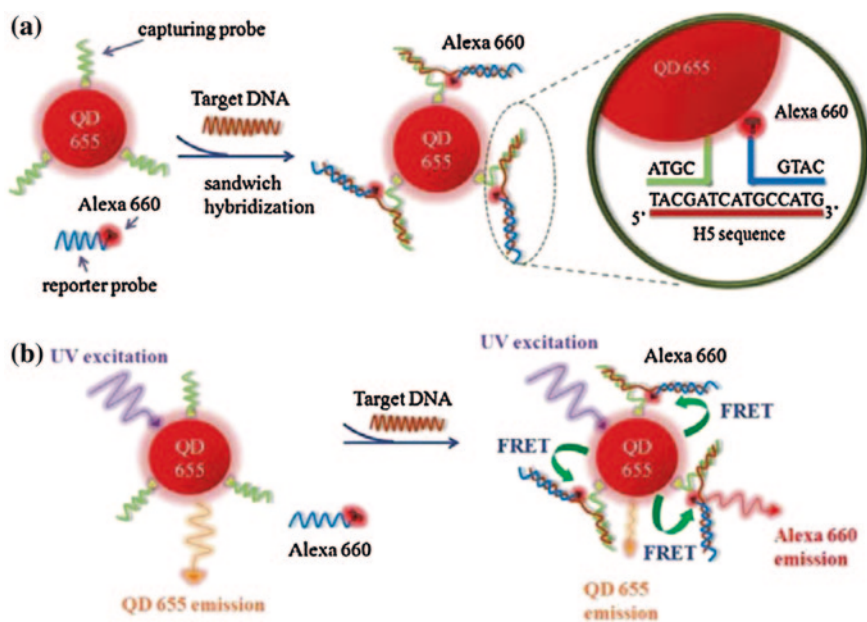 (a)
capturing probe
QD
655
Target DNA
sandwich
hybridization
Alexa 660
reporter probe
Alexa 660
QD
655
QD 655
Alexa 660
ATGC
GTAC
5' TACGATCATGCCATG 3'
H5 sequence
(b)
UV excitation
QD
655
Target DNA
Alexa 660
QD 655 emission
UV excitation
Alexa 660
FRET
FRET
QD
655
FRET
Alexa 660
emission
QD 655
emission